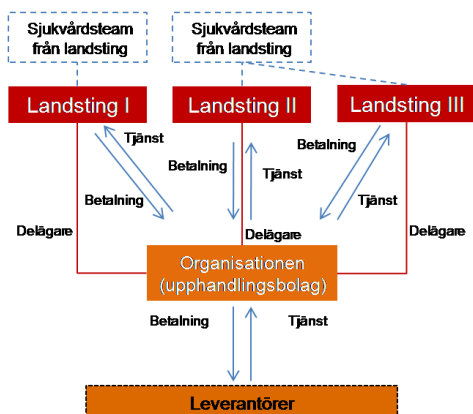 Sjukvårdsteam
från landsting
Sjukvårdsteam
från landsting
Landsting I
Landsting II
Landsting III
Tjänst
Betalning
Betalning
Tjänst
Betalning
Tjänst
Delägare
Delägare
Delägare
Organisationen
(upphandlingsbolag)
Betalning
Tjänst
Leverantörer